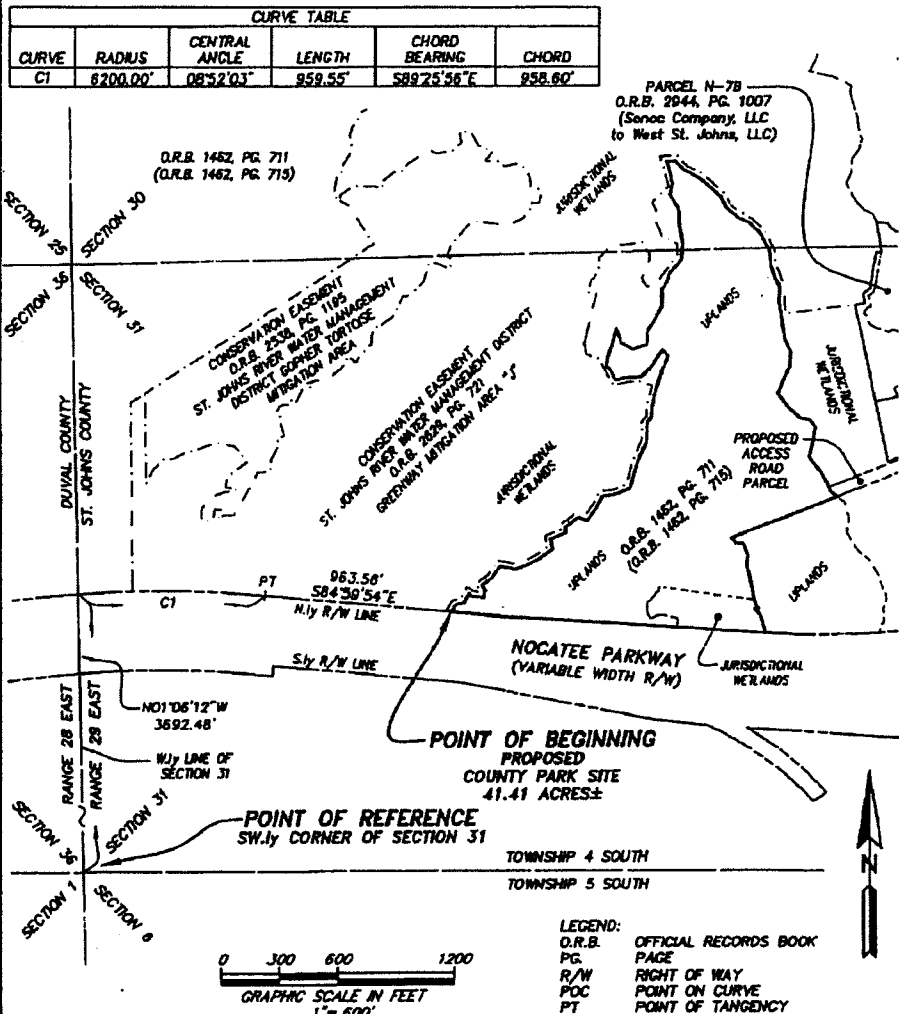 CURVE TABLE
CURVE RADIUS CENTRAL ANGLE LENGTH CHORD BEARING CHORD
C1 6200.00' 08°52'03" 959.55' S89°25'56"E 958.60'
PARCEL N-7B
O.R.B. 2944, PG. 1007
(Sonoc Company, LLC
to West St. Johns, LLC)
O.R.B. 1462, PG. 711
(O.R.B. 1462, PG. 715)
JURISDICTIONAL
WETLANDS
SECTION 25
SECTION 30
SECTION 36
SECTION 31
CONSERVATION EASEMENT
O.R.B. 2538, PG. 1195
ST. JOHNS RIVER WATER MANAGEMENT
DISTRICT GOPHER TORTOISE
MITIGATION AREA
UPLANDS
JURISDICTIONAL
WETLANDS
CONSERVATION EASEMENT
ST. JOHNS RIVER WATER MANAGEMENT DISTRICT
O.R.B. 2629, PG. 721
GREENWAY MITIGATION AREA "J"
DUVAL COUNTY
ST. JOHNS COUNTY
JURISDICTIONAL
WETLANDS
PROPOSED
ACCESS
ROAD
PARCEL
UPLANDS
O.R.B. 1462, PG. 711
(O.R.B. 1462, PG. 715)
UPLANDS
C1
PT
963.56'
S84°59'54"E
N.ly R/W LINE
S.ly R/W LINE
NOCATEE PARKWAY
(VARIABLE WIDTH R/W)
JURISDICTIONAL
WETLANDS
RANGE 28 EAST
RANGE 29 EAST
N01°06'12"W
3692.48'
W.ly LINE OF
SECTION 31
POINT OF BEGINNING
PROPOSED
COUNTY PARK SITE
41.41 ACRES±
POINT OF REFERENCE
SW.ly CORNER OF SECTION 31
SECTION 36
SECTION 31
SECTION 1
SECTION 6
TOWNSHIP 4 SOUTH
TOWNSHIP 5 SOUTH
N
0 300 600 1200
GRAPHIC SCALE IN FEET
1"= 600'
LEGEND:
O.R.B. OFFICIAL RECORDS BOOK
PG. PAGE
R/W RIGHT OF WAY
POC POINT ON CURVE
PT POINT OF TANGENCY